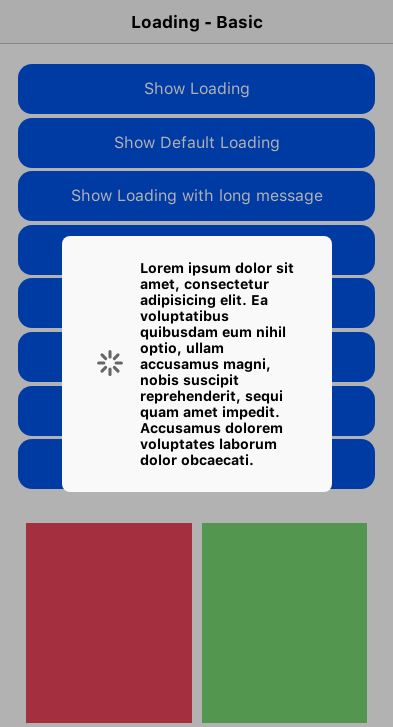 Loading - Basic
Show Loading
Show Default Loading
Show Loading with long message
Lorem ipsum dolor sit
amet, consectetur
adipisicing elit. Ea
voluptatibus
quibusdam eum nihil
optio, ullam
accusamus magni,
nobis suscipit
reprehenderit, sequi
quam amet impedit.
Accusamus dolorem
voluptates laborum
dolor obcaecati.